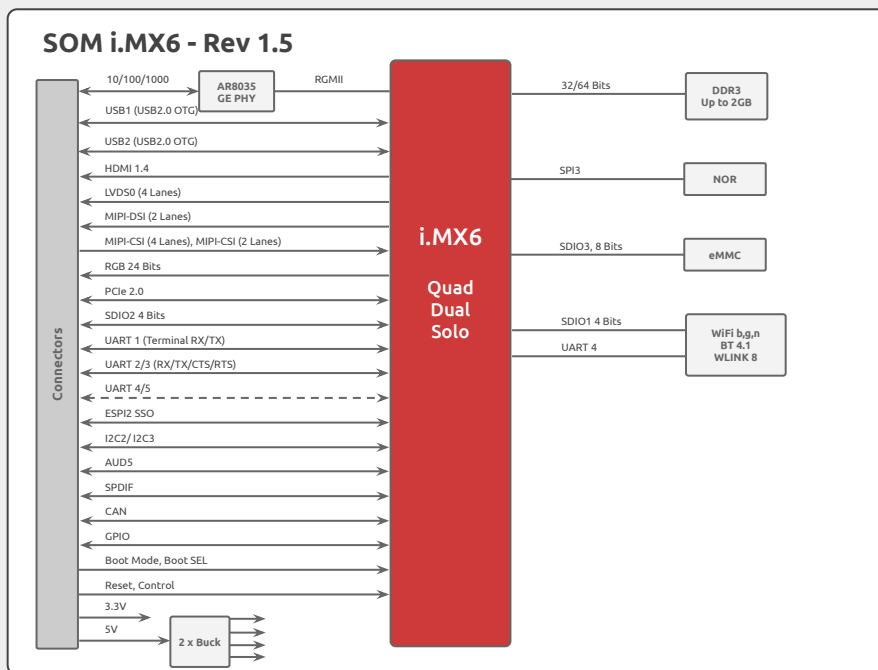 SOM i.MX6 - Rev 1.5
Connectors
10/100/1000
AR8035
GE PHY
RGMII
USB1 (USB2.0 OTG)
USB2 (USB2.0 OTG)
HDMI 1.4
LVDS0 (4 Lanes)
MIPI-DSI (2 Lanes)
MIPI-CSI (4 Lanes), MIPI-CSI (2 Lanes)
RGB 24 Bits
PCIe 2.0
SDIO2 4 Bits
UART 1 (Terminal RX/TX)
UART 2/3 (RX/TX/CTS/RTS)
UART 4/5
ESPI2 SSO
I2C2/ I2C3
AUD5
SPDIF
CAN
GPIO
Boot Mode, Boot SEL
Reset, Control
3.3V
5V
2 x Buck
i.MX6
Quad
Dual
Solo
32/64 Bits
DDR3
Up to 2GB
SPI3
NOR
SDIO3, 8 Bits
eMMC
SDIO1 4 Bits
UART 4
WiFi b,g,n
BT 4.1
WLINK 8